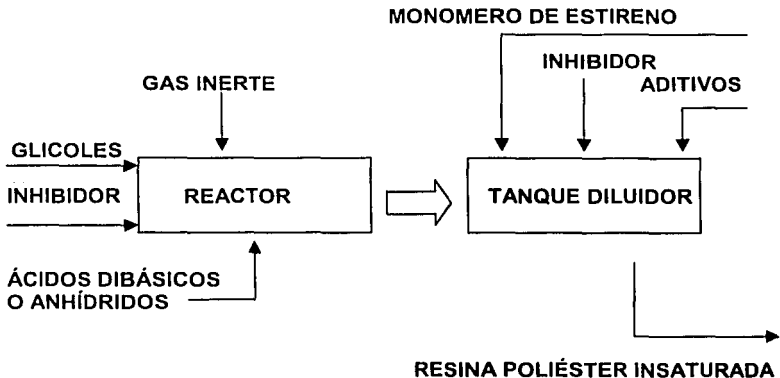 MONOMERO DE ESTIRENO
INHIBIDOR
GAS INERTE
ADITIVOS
GLICOLES
INHIBIDOR
REACTOR
TANQUE DILUIDOR
ÁCIDOS DIBÁSICOS
O ANHÍDRIDOS
RESINA POLIÉSTER INSATURADA